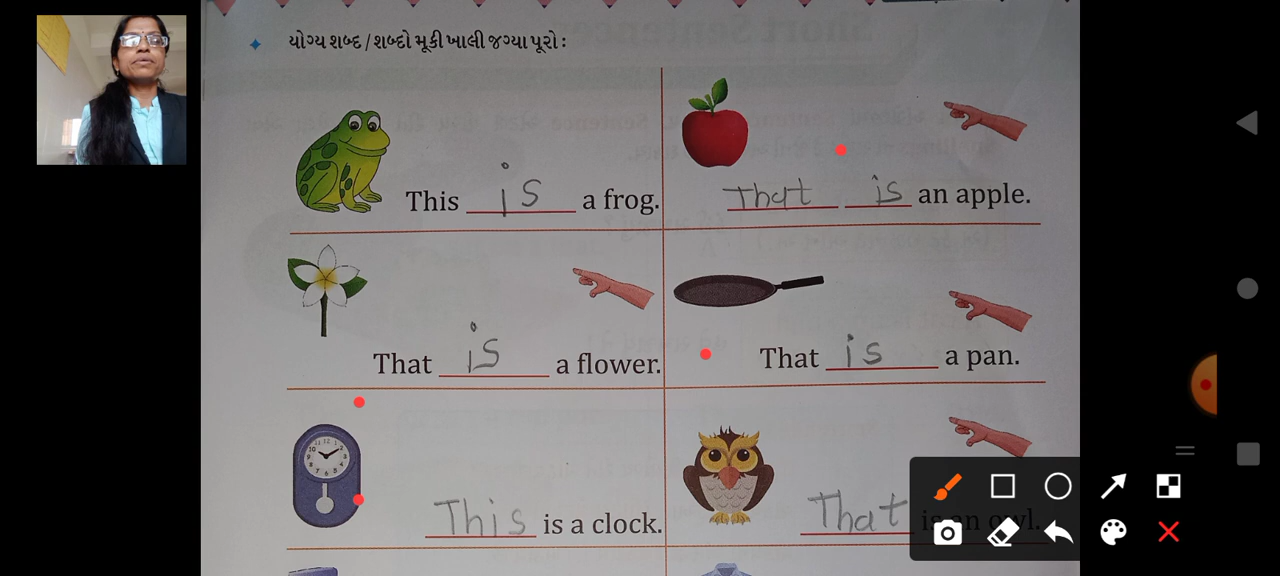 યોગ્ય શબ્દ / શબ્દો મૂકી ખાલી જગ્યા પૂરો :
This is a frog.
That is an apple.
That is a flower.
That is a pan.
This is a clock.
That is an owl.